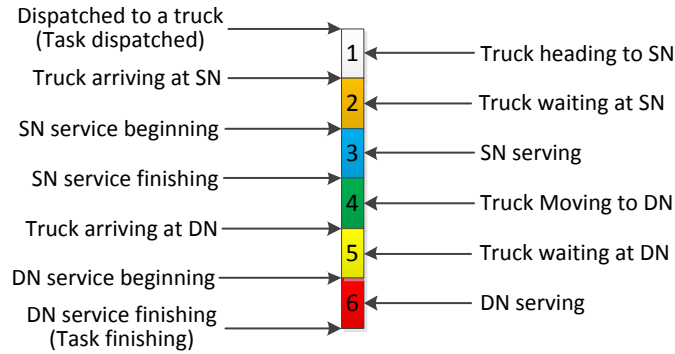 Dispatched to a truck
(Task dispatched)
1
Truck heading to SN
Truck arriving at SN
2
Truck waiting at SN
SN service beginning
3
SN serving
SN service finishing
4
Truck Moving to DN
Truck arriving at DN
5
Truck waiting at DN
DN service beginning
6
DN serving
DN service finishing
(Task finishing)